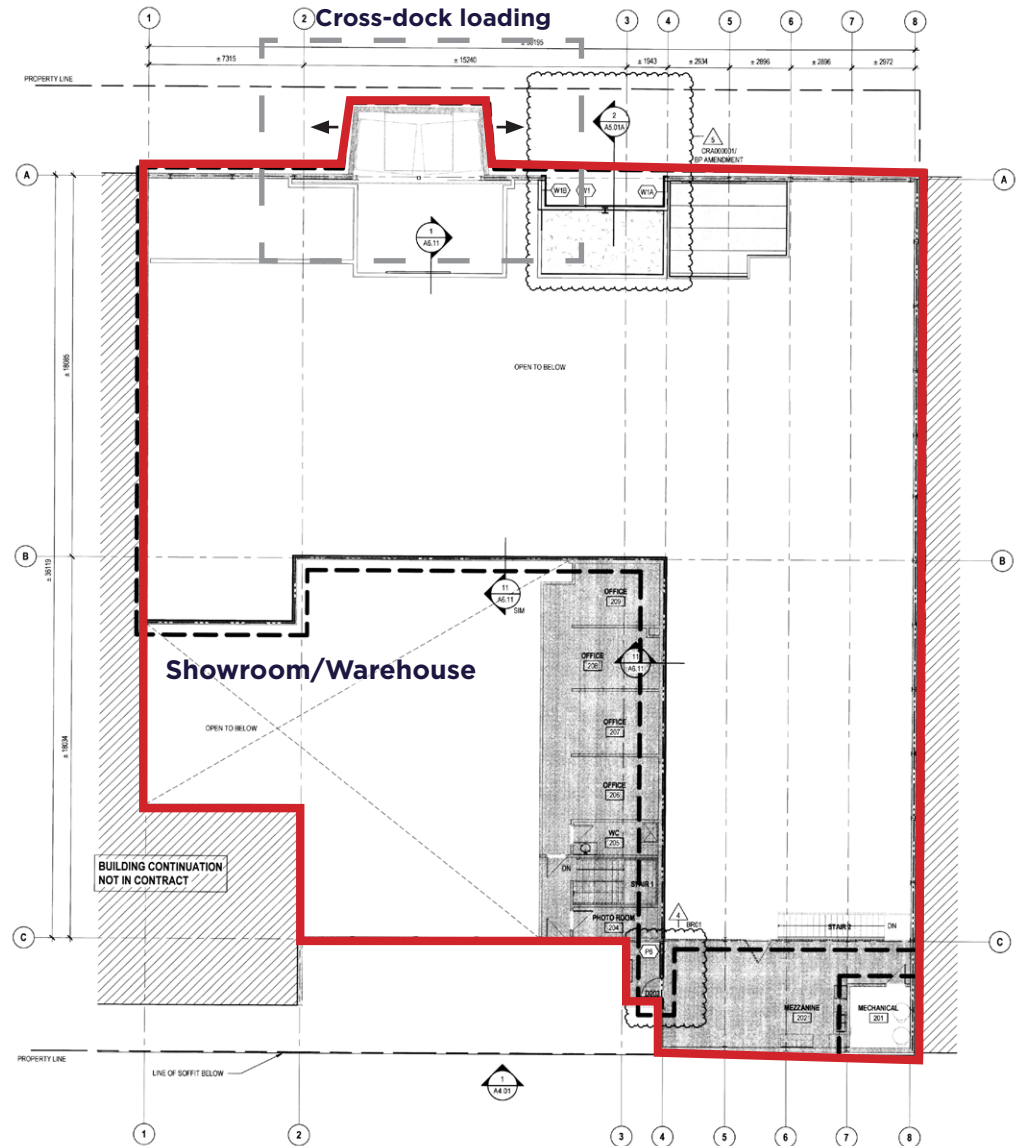 Cross-dock loading
1
2
3
4
5
6
7
8
± 7315
± 15240
± 1943
± 2934
± 2896
± 2896
± 2972
PROPERTY LINE
2
A5.01A
5
CRA000001/
BP AMENDMENT
A
A
W1B
W1
W1A
1
A6.11
± 18085
OPEN TO BELOW
B
B
± 36119
11
A6.11
SIM
OFFICE
209
Showroom/Warehouse
OFFICE
208
11
A6.11
OPEN TO BELOW
OFFICE
207
± 18034
OFFICE
206
WC
205
BUILDING CONTINUATION
NOT IN CONTRACT
DN
STAIR 1
PHOTO ROOM
204
4
BR01
STAIR 2
DN
C
C
P6
MEZZANINE
202
MECHANICAL
201
PROPERTY LINE
LINE OF SOFFIT BELOW
1
A4.01
1
2
3
4
5
6
7
8